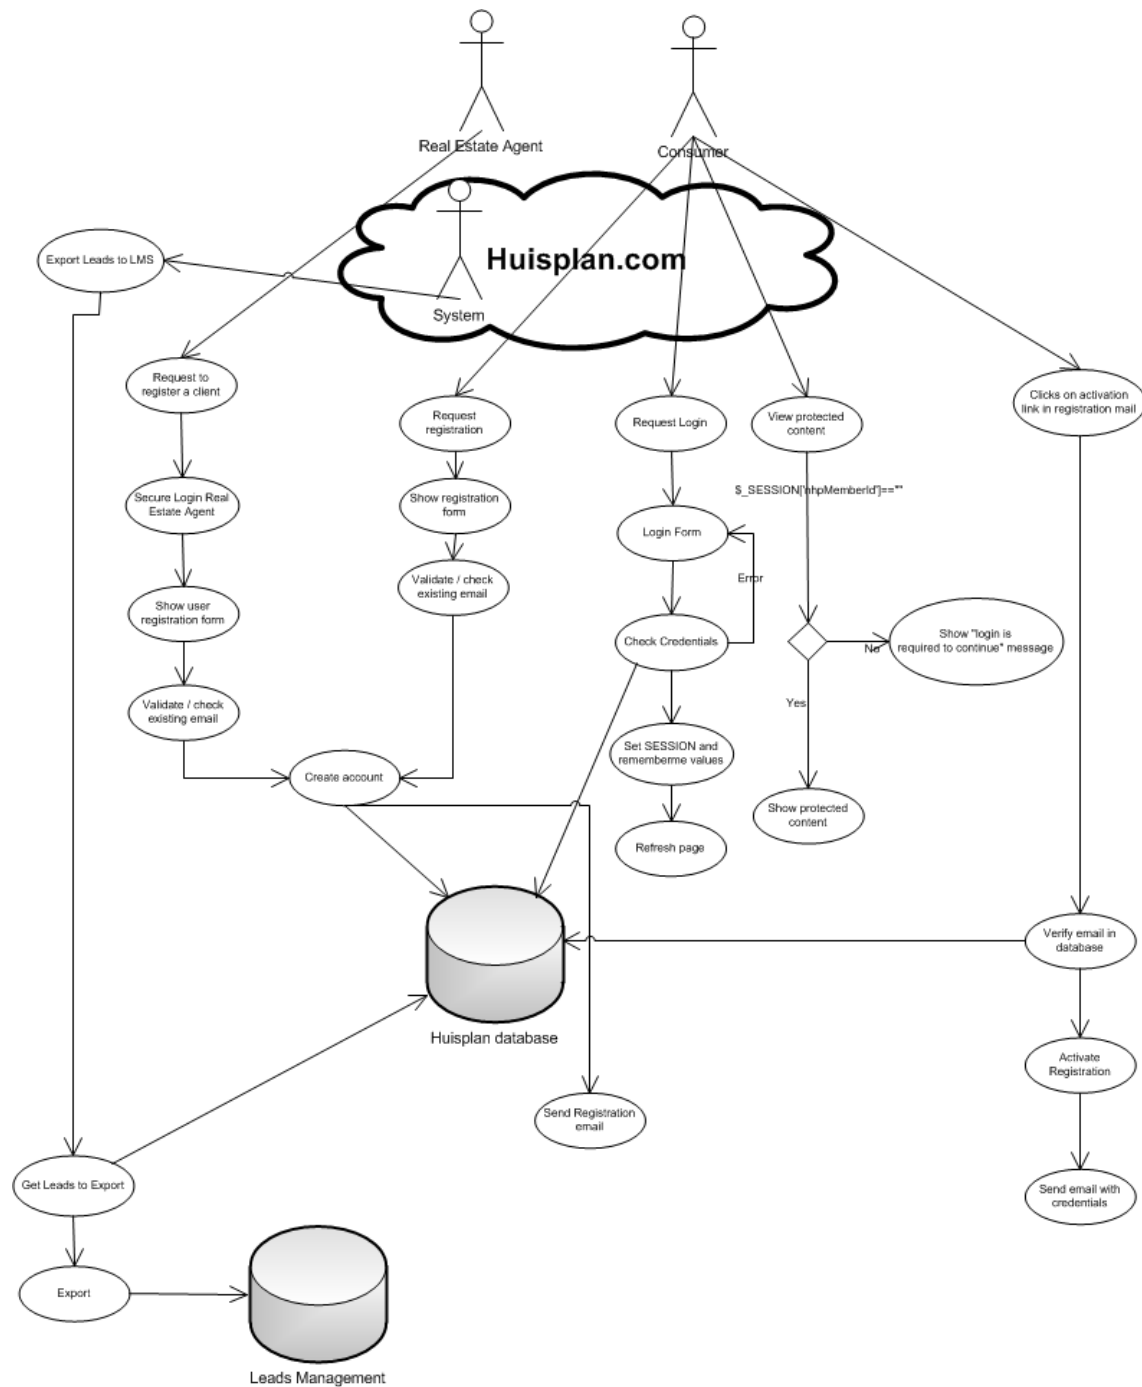 Real Estate Agent
Consumer
Huisplan.com
System
Export Leads to LMS
Request to
register a client
Request
registration
Request Login
View protected
content
Clicks on activation
link in registration mail
Secure Login Real
Estate Agent
Show registration
form
$_SESSION['nhpMemberId']==""
Login Form
Error
Validate / check
existing email
Show user
registration form
Check Credentials
Show "login is
required to continue" message
No
Yes
Validate / check
existing email
Set SESSION and
rememberme values
Create account
Show protected
content
Refresh page
Verify email in
database
Huisplan database
Activate
Registration
Send Registration
email
Get Leads to Export
Send email with
credentials
Export
Leads Management